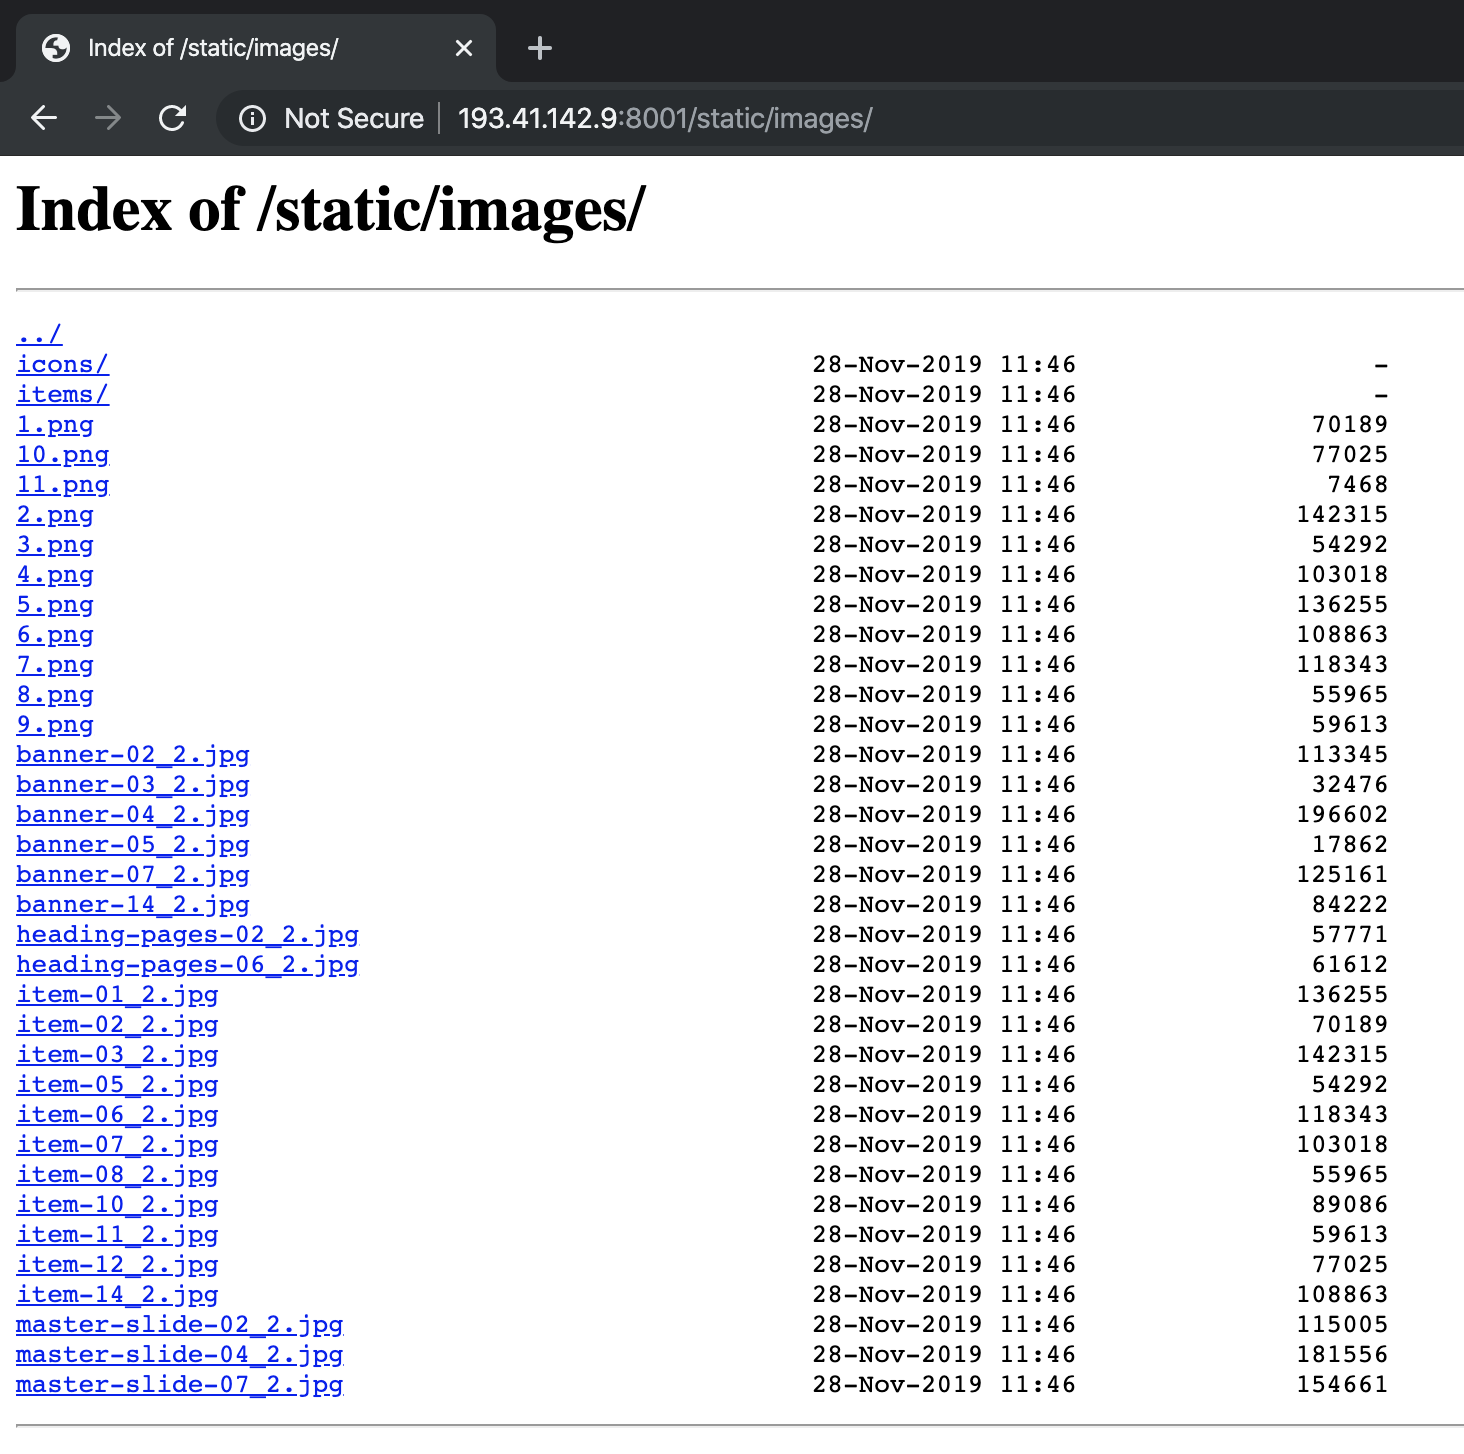 Index of /static/images/
Not Secure | 193.41.142.9:8001/static/images/
Index of /static/images/
../
icons/ 28-Nov-2019 11:46 -
items/ 28-Nov-2019 11:46 -
1.png 28-Nov-2019 11:46 70189
10.png 28-Nov-2019 11:46 77025
11.png 28-Nov-2019 11:46 7468
2.png 28-Nov-2019 11:46 142315
3.png 28-Nov-2019 11:46 54292
4.png 28-Nov-2019 11:46 103018
5.png 28-Nov-2019 11:46 136255
6.png 28-Nov-2019 11:46 108863
7.png 28-Nov-2019 11:46 118343
8.png 28-Nov-2019 11:46 55965
9.png 28-Nov-2019 11:46 59613
banner-02_2.jpg 28-Nov-2019 11:46 113345
banner-03_2.jpg 28-Nov-2019 11:46 32476
banner-04_2.jpg 28-Nov-2019 11:46 196602
banner-05_2.jpg 28-Nov-2019 11:46 17862
banner-07_2.jpg 28-Nov-2019 11:46 125161
banner-14_2.jpg 28-Nov-2019 11:46 84222
heading-pages-02_2.jpg 28-Nov-2019 11:46 57771
heading-pages-06_2.jpg 28-Nov-2019 11:46 61612
item-01_2.jpg 28-Nov-2019 11:46 136255
item-02_2.jpg 28-Nov-2019 11:46 70189
item-03_2.jpg 28-Nov-2019 11:46 142315
item-05_2.jpg 28-Nov-2019 11:46 54292
item-06_2.jpg 28-Nov-2019 11:46 118343
item-07_2.jpg 28-Nov-2019 11:46 103018
item-08_2.jpg 28-Nov-2019 11:46 55965
item-10_2.jpg 28-Nov-2019 11:46 89086
item-11_2.jpg 28-Nov-2019 11:46 59613
item-12_2.jpg 28-Nov-2019 11:46 77025
item-14_2.jpg 28-Nov-2019 11:46 108863
master-slide-02_2.jpg 28-Nov-2019 11:46 115005
master-slide-04_2.jpg 28-Nov-2019 11:46 181556
master-slide-07_2.jpg 28-Nov-2019 11:46 154661